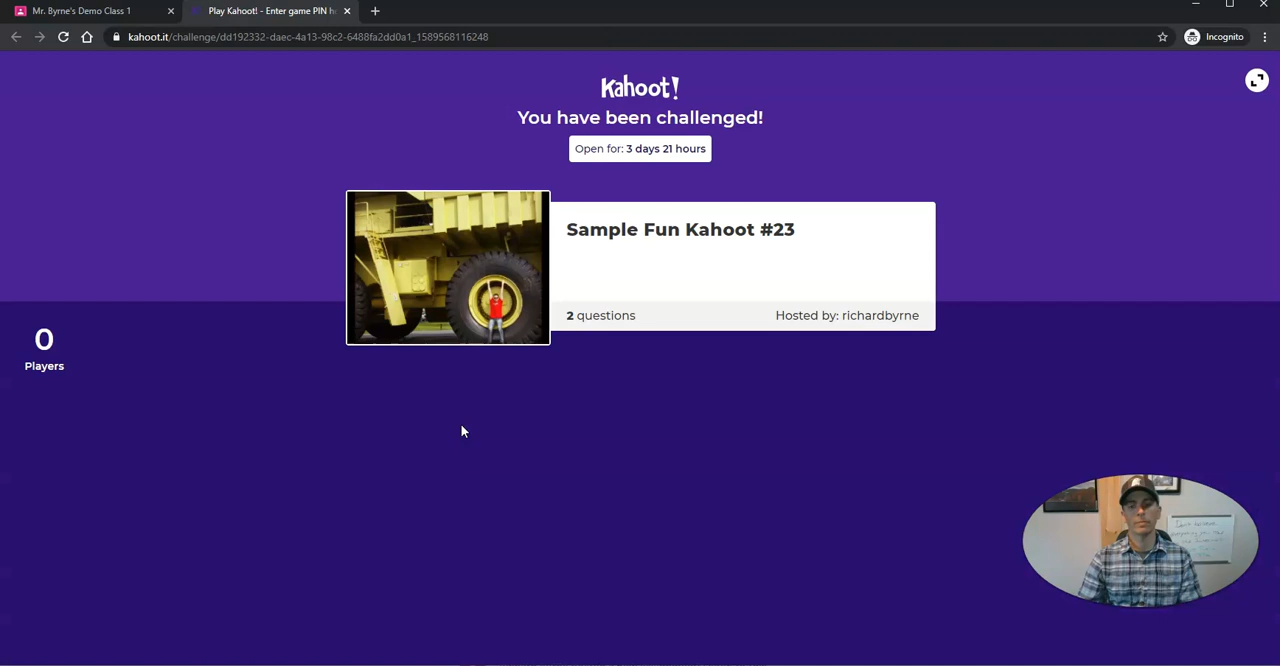 Mr. Byrne's Demo Class 1
Play Kahoot! - Enter game PIN h
kahoot.it/challenge/dd192332-daec-4a13-98c2-6488fa2dd0a1_1589568116248
Incognito
Kahoot!
You have been challenged!
Open for: 3 days 21 hours
Sample Fun Kahoot #23
2 questions
Hosted by: richardbyrne
0
Players